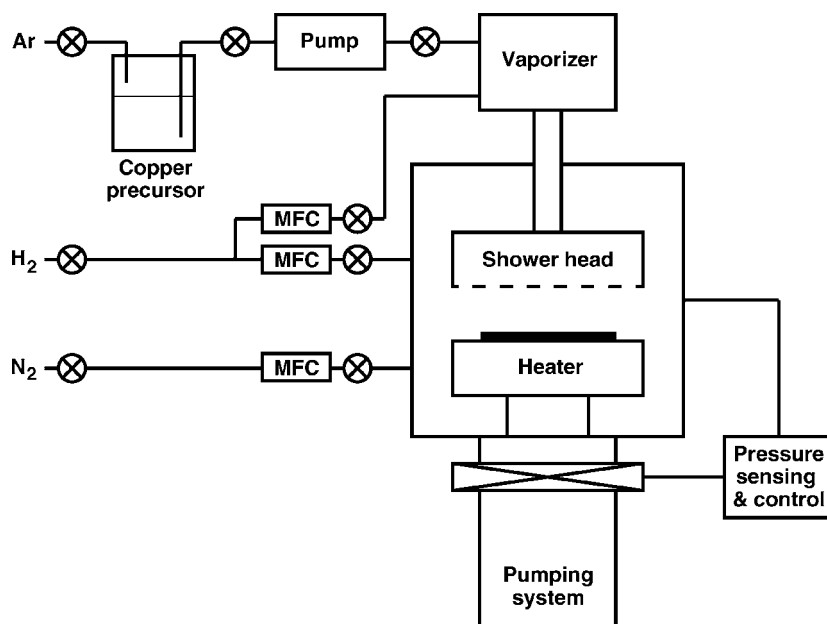 Ar
Pump
Vaporizer
Copper
precursor
MFC
H2
MFC
Shower head
N2
MFC
Heater
Pressure
sensing
& control
Pumping
system